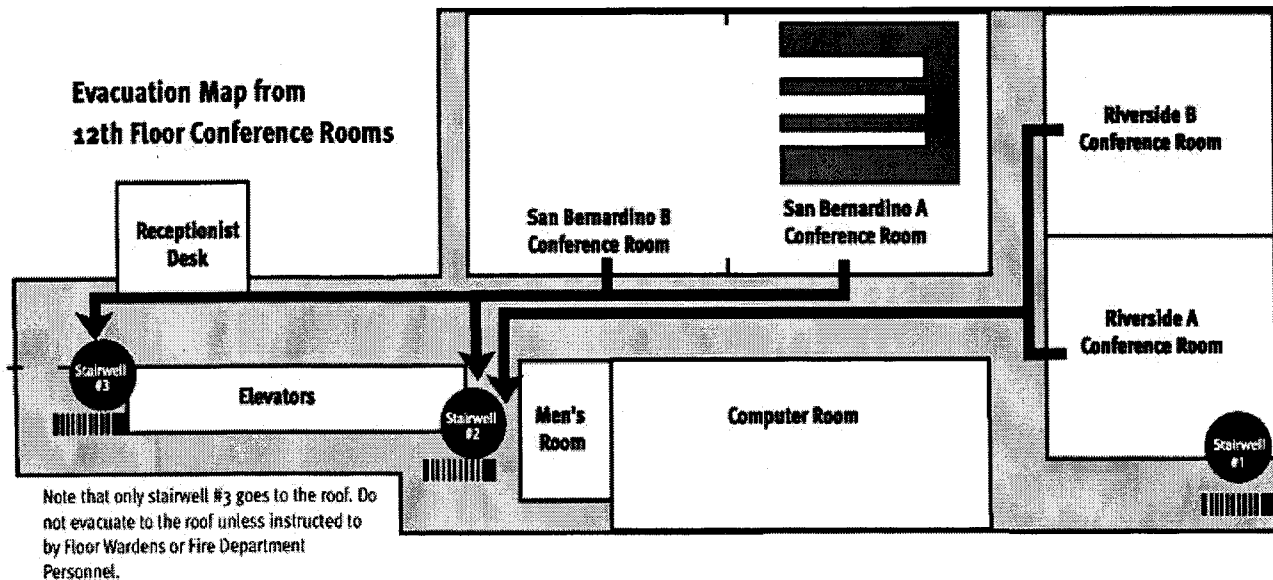 Evacuation Map from
12th Floor Conference Rooms
Receptionist
Desk
San Bernardino B
Conference Room
San Bernardino A
Conference Room
Riverside B
Conference Room
Riverside A
Conference Room
Stairwell
#3
Elevators
Stairwell
#2
Men's
Room
Computer Room
Stairwell
#1
Note that only stairwell #3 goes to the roof. Do
not evacuate to the roof unless instructed to
by Floor Wardens or Fire Department
Personnel.